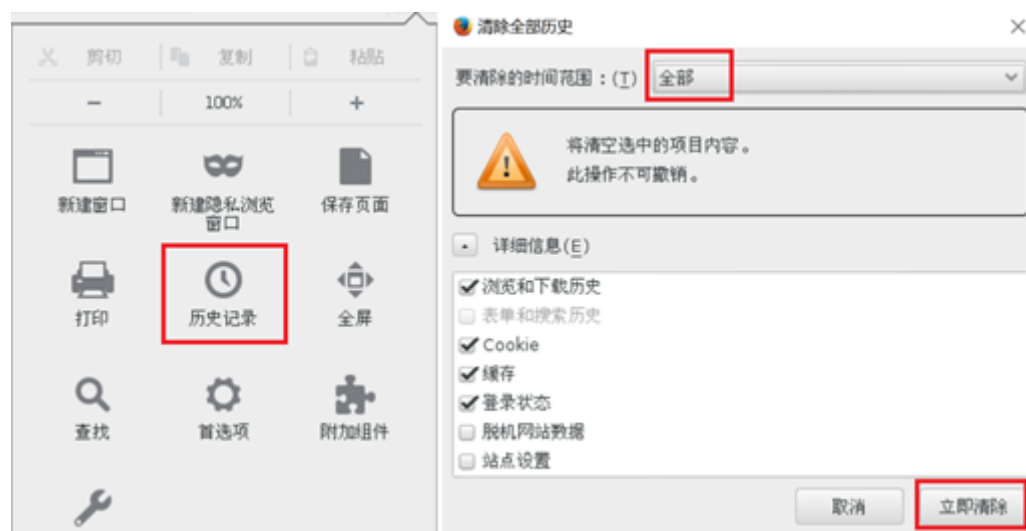 剪切 复制 粘贴
− 100% +
新建窗口 新建隐私浏览窗口 保存页面
打印 历史记录 全屏
查找 首选项 附加组件
清除全部历史
要清除的时间范围：(T) 全部
将清空选中的项目内容。
此操作不可撤销。
详细信息(E)
浏览和下载历史
表单和搜索历史
Cookie
缓存
登录状态
脱机网站数据
站点设置
取消 立即清除